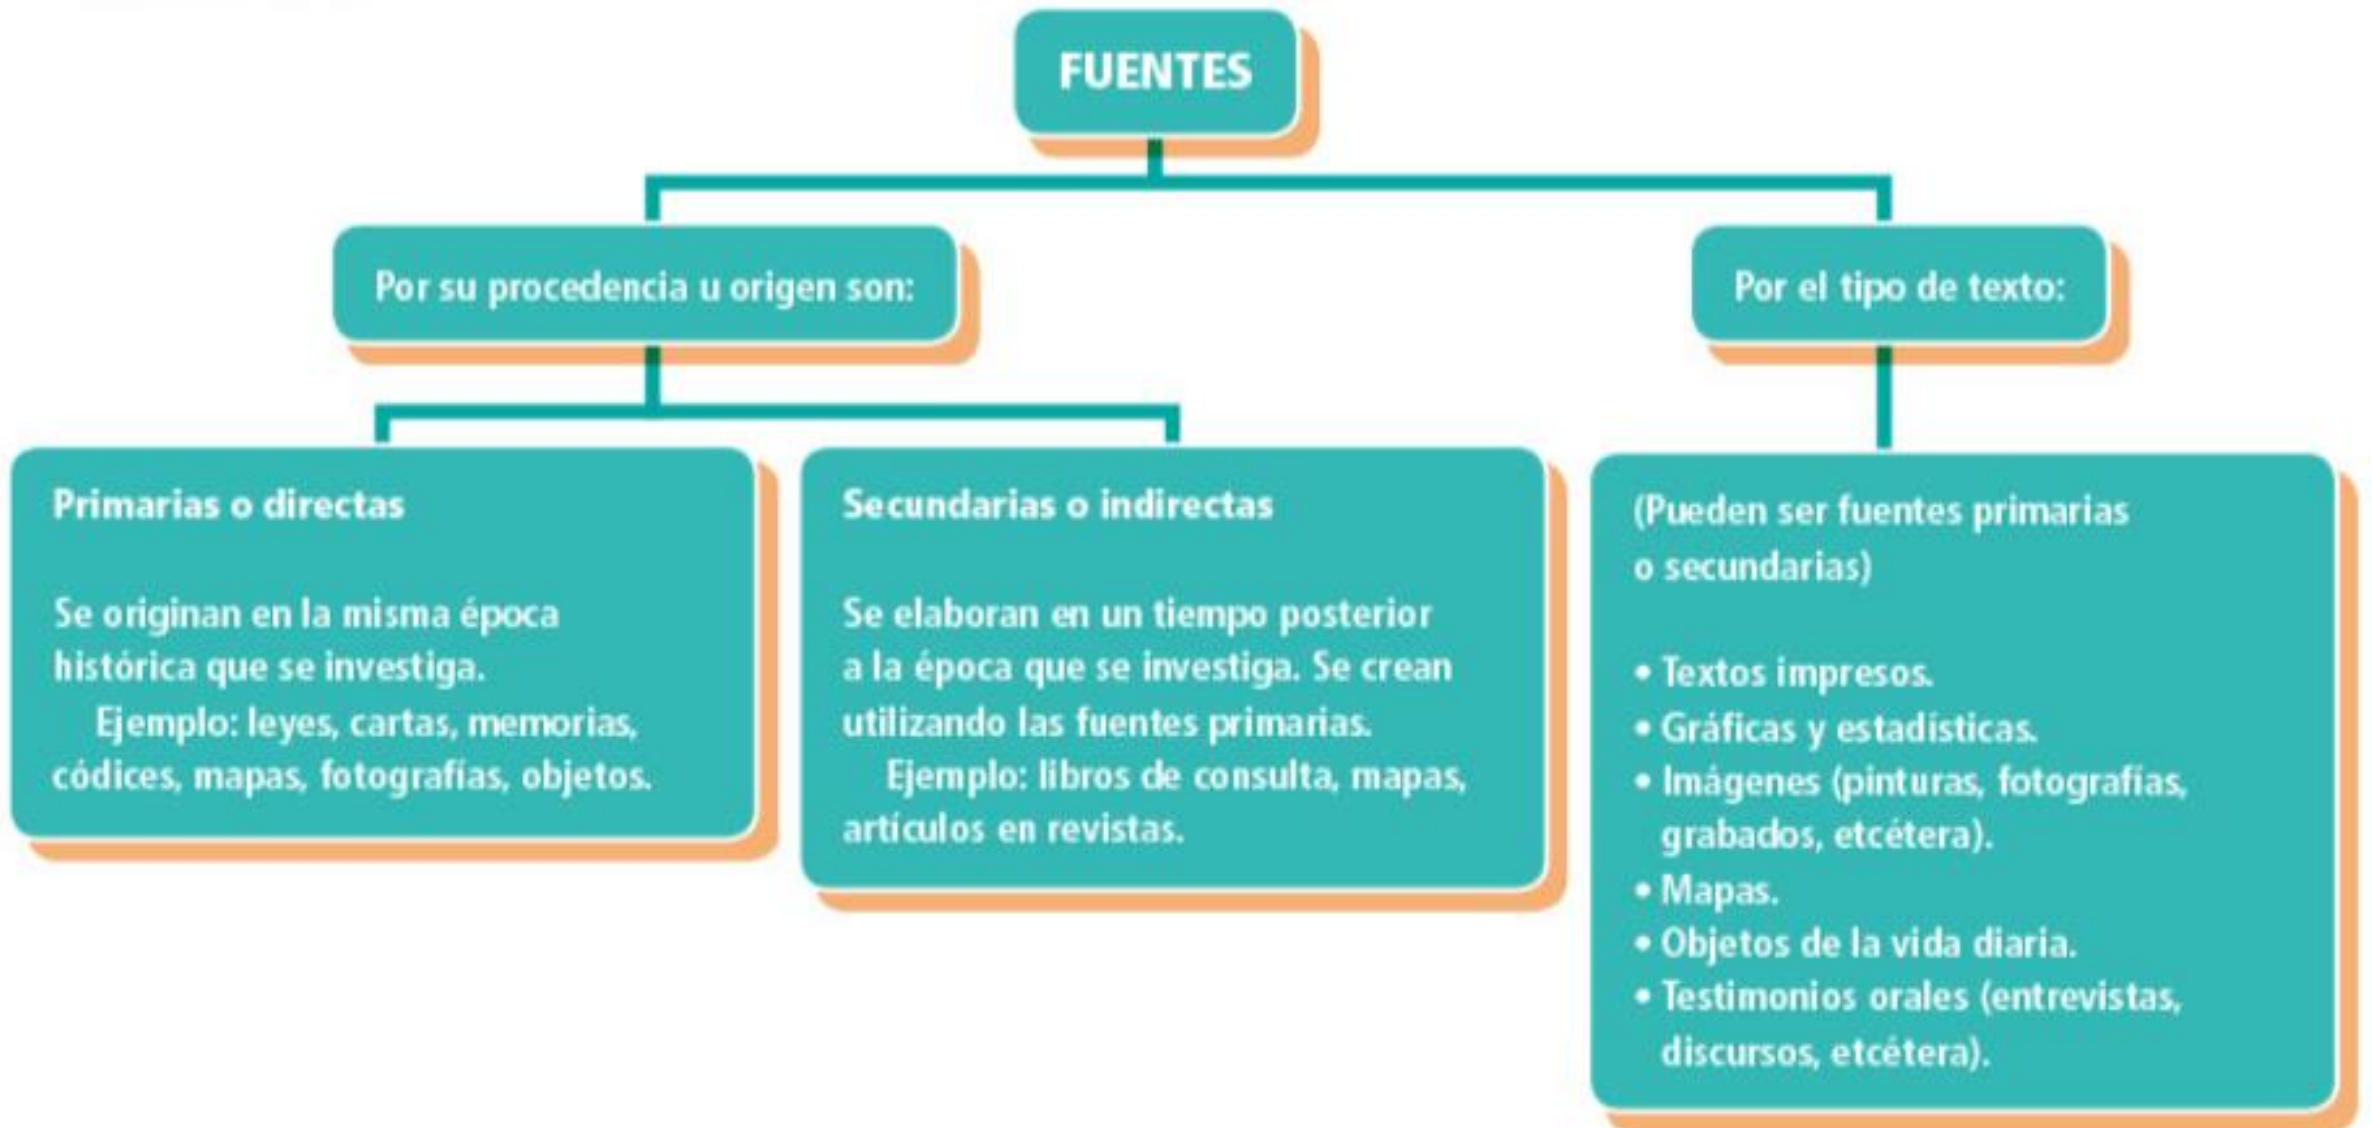 FUENTES
Por su procedencia u origen son:
Por el tipo de texto:
Primarias o directas
Se originan en la misma época
histórica que se investiga.
Ejemplo: leyes, cartas, memorias,
códices, mapas, fotografías, objetos.
Secundarias o indirectas
Se elaboran en un tiempo posterior
a la época que se investiga. Se crean
utilizando las fuentes primarias.
Ejemplo: libros de consulta, mapas,
artículos en revistas.
(Pueden ser fuentes primarias
o secundarias)
• Textos impresos.
• Gráficas y estadísticas.
• Imágenes (pinturas, fotografías,
grabados, etcétera).
• Mapas.
• Objetos de la vida diaria.
• Testimonios orales (entrevistas,
discursos, etcétera).